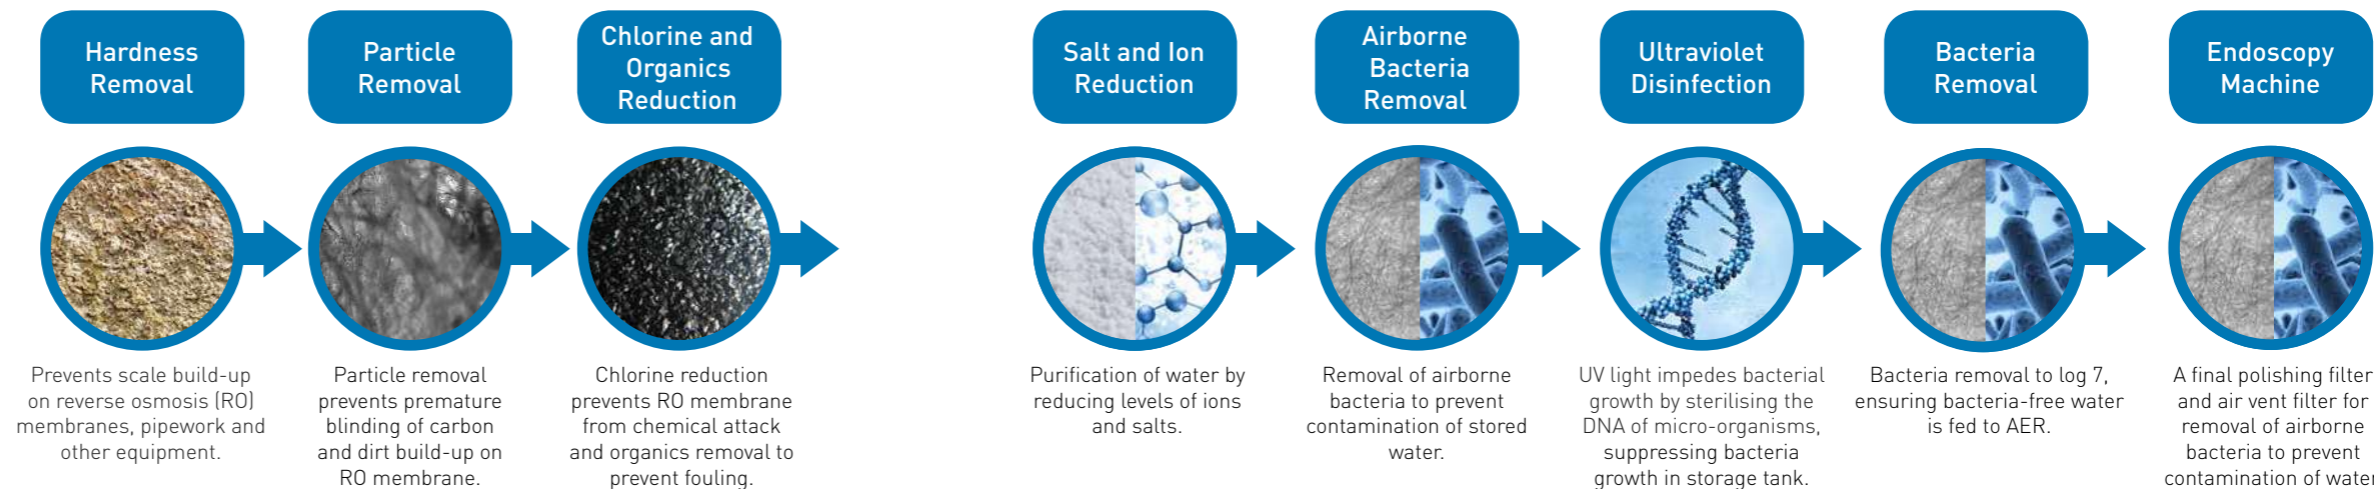 Hardness
Removal
Particle
Removal
Chlorine and
Organics
Reduction
Salt and Ion
Reduction
Airborne
Bacteria
Removal
Ultraviolet
Disinfection
Bacteria
Removal
Endoscopy
Machine
Prevents scale build-up
on reverse osmosis (RO)
membranes, pipework and
other equipment.
Particle removal
prevents premature
blinding of carbon
and dirt build-up on
RO membrane.
Chlorine reduction
prevents RO membrane
from chemical attack
and organics removal to
prevent fouling.
Purification of water by
reducing levels of ions
and salts.
Removal of airborne
bacteria to prevent
contamination of stored
water.
UV light impedes bacterial
growth by sterilising the
DNA of micro-organisms,
suppressing bacteria
growth in storage tank.
Bacteria removal to log 7,
ensuring bacteria-free water
is fed to AER.
A final polishing filter
and air vent filter for
removal of airborne
bacteria to prevent
contamination of water